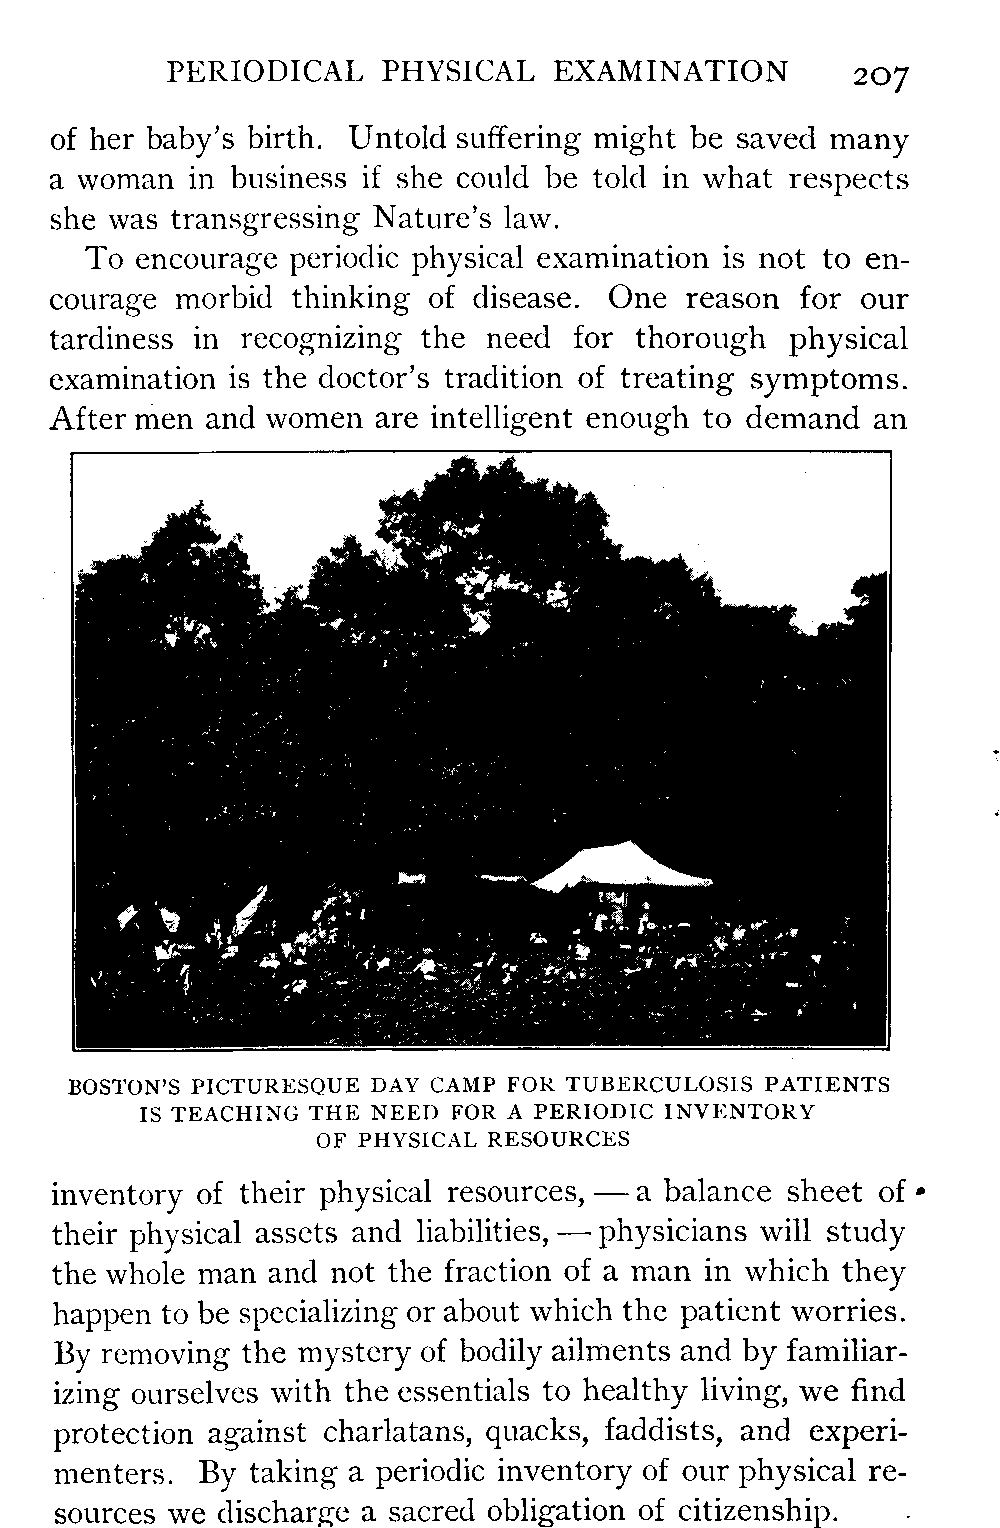 PERIODICAL PHYSICAL EXAMINATION 207
of her baby's birth. Untold suffering might be saved many
a woman in business if she could be told in what respects
she was transgressing Nature's law.
To encourage periodic physical examination is not to en-
courage morbid thinking of disease. One reason for our
tardiness in recognizing the need for thorough physical
examination is the doctor's tradition of treating symptoms.
After men and women are intelligent enough to demand an
BOSTON'S PICTURESQUE DAY CAMP FOR TUBERCULOSIS PATIENTS
IS TEACHING THE NEED FOR A PERIODIC INVENTORY
OF PHYSICAL RESOURCES
inventory of their physical resources, — a balance sheet of
their physical assets and liabilities, — physicians will study
the whole man and not the fraction of a man in which they
happen to be specializing or about which the patient worries.
By removing the mystery of bodily ailments and by familiar-
izing ourselves with the essentials to healthy living, we find
protection against charlatans, quacks, faddists, and experi-
menters. By taking a periodic inventory of our physical re-
sources we discharge a sacred obligation of citizenship.